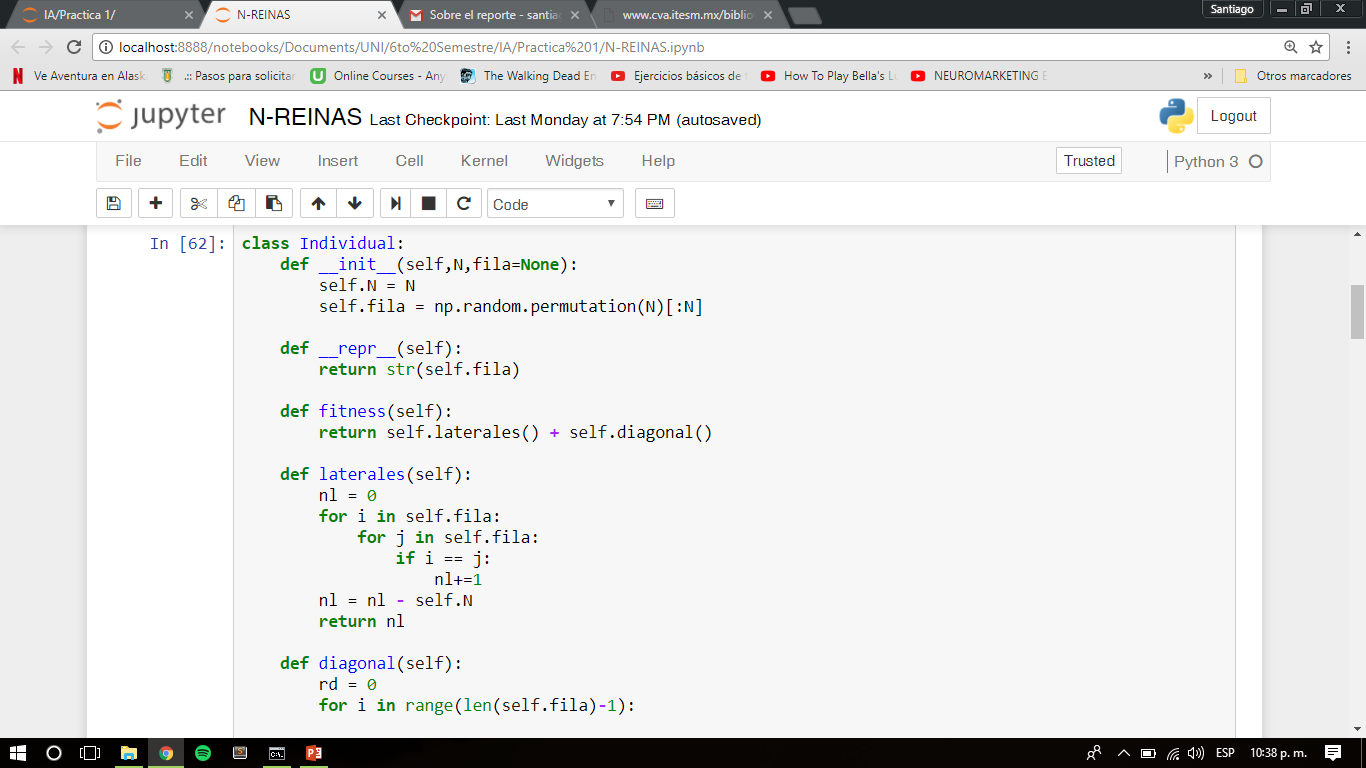 IA/Practica 1/
N-REINAS
Sobre el reporte - santia
www.cva.itesm.mx/biblio
Santiago
localhost:8888/notebooks/Documents/UNI/6to%20Semestre/IA/Practica%201/N-REINAS.ipynb
Ve Aventura en Alask
.:: Pasos para solicitar
Online Courses - Any
The Walking Dead En
Ejercicios básicos de
How To Play Bella's Lu
NEUROMARKETING E
»
Otros marcadores
jupyter
N-REINAS Last Checkpoint: Last Monday at 7:54 PM (autosaved)
Logout
File Edit View Insert Cell Kernel Widgets Help
Trusted
Python 3
Code
In [62]:
class Individual:
    def __init__(self,N,fila=None):
        self.N = N
        self.fila = np.random.permutation(N)[:N]
    def __repr__(self):
        return str(self.fila)
    def fitness(self):
        return self.laterales() + self.diagonal()
    def laterales(self):
        nl = 0
        for i in self.fila:
            for j in self.fila:
                if i == j:
                    nl+=1
        nl = nl - self.N
        return nl
    def diagonal(self):
        rd = 0
        for i in range(len(self.fila)-1):
ESP
10:38 p. m.